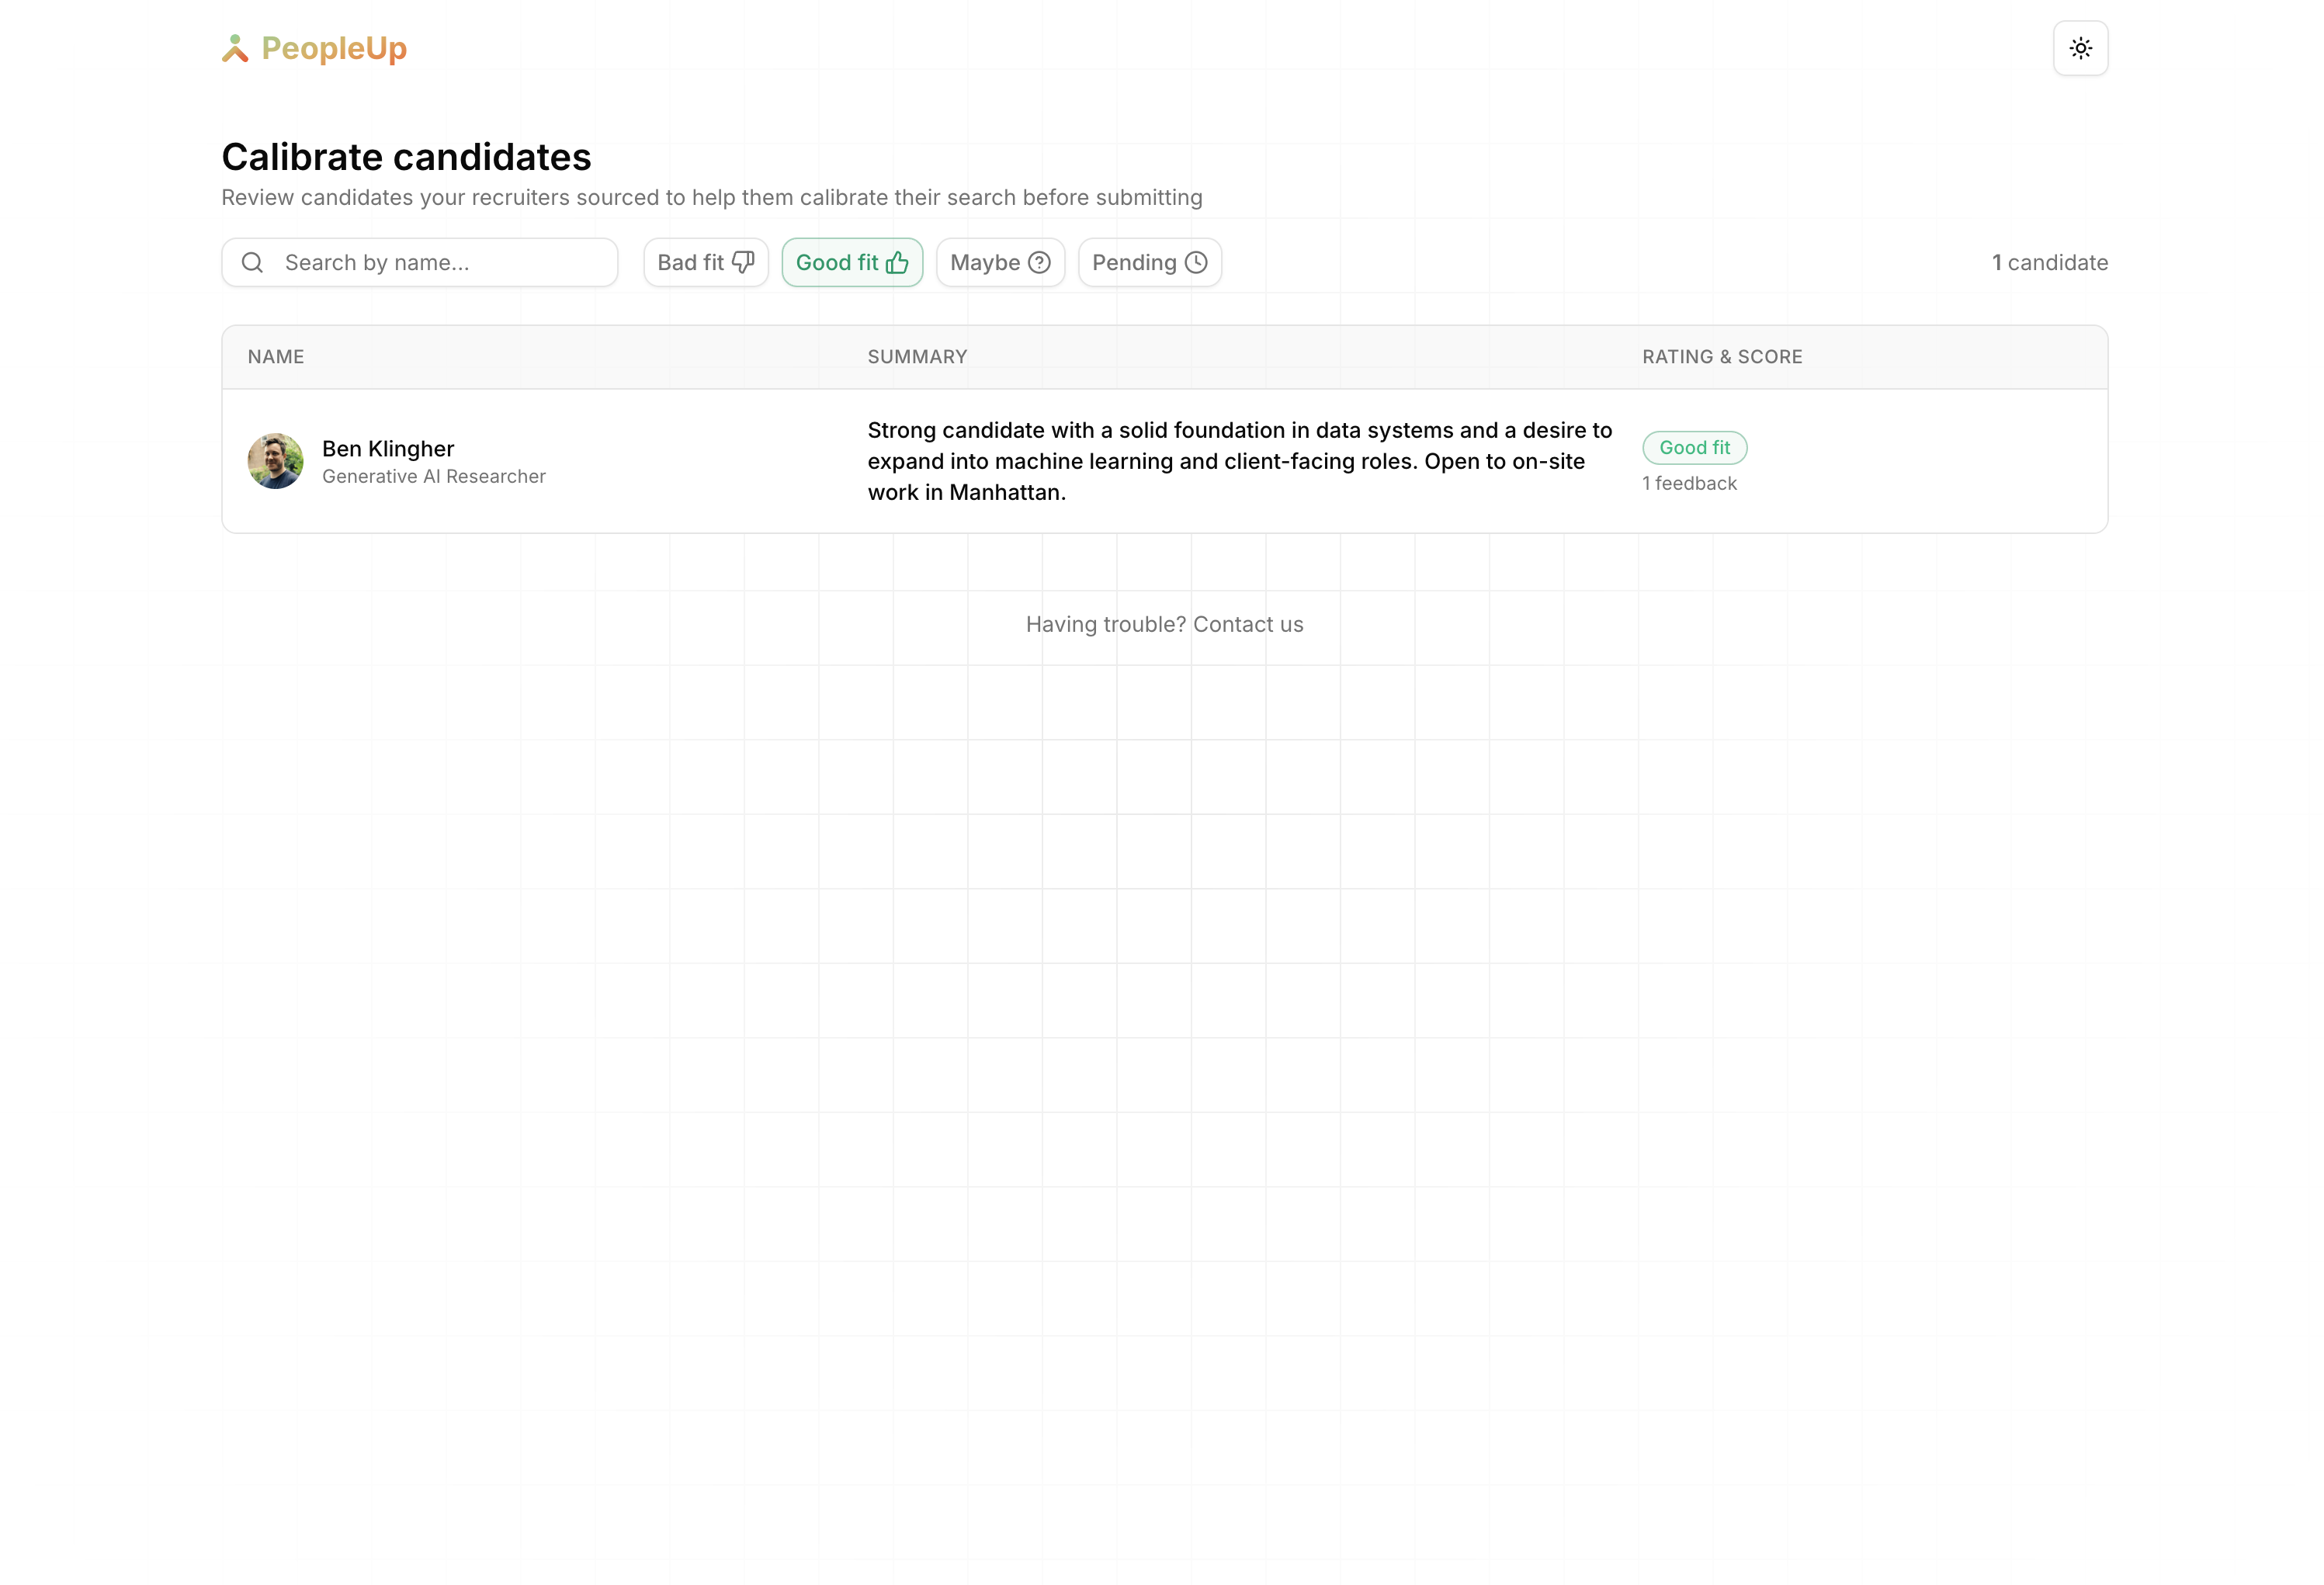 PeopleUp
Calibrate candidates
Review candidates your recruiters sourced to help them calibrate their search before submitting
Search by name...
Bad fit
Good fit
Maybe
Pending
1 candidate
NAME
SUMMARY
RATING & SCORE
Ben Klingher
Generative AI Researcher
Strong candidate with a solid foundation in data systems and a desire to
expand into machine learning and client-facing roles. Open to on-site
work in Manhattan.
Good fit
1 feedback
Having trouble? Contact us